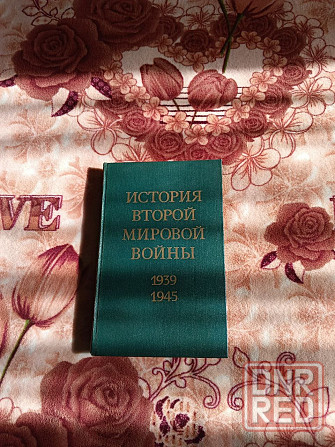 ИСТОРИЯ
ВТОРОЙ
МИРОВОЙ
ВОЙНЫ
1939
1945
VE
DNR
RED